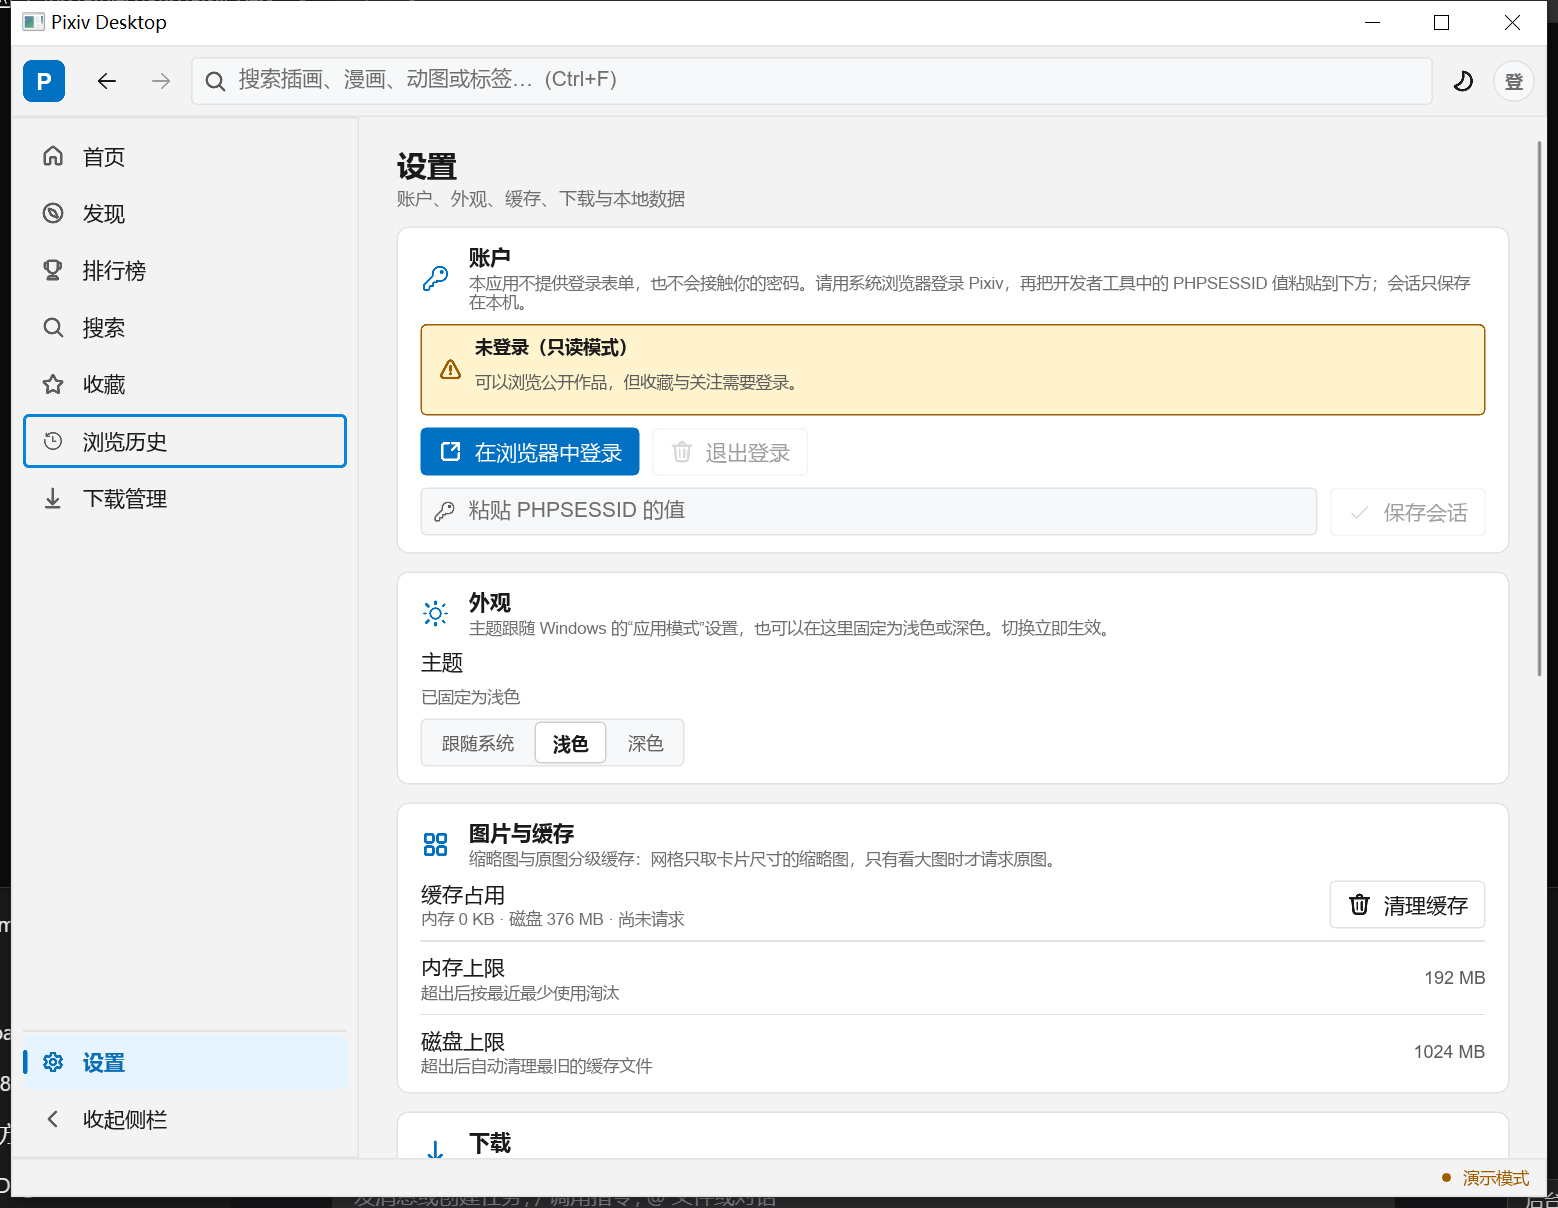 Pixiv Desktop
P
搜索插画、漫画、动图或标签… (Ctrl+F)
登
首页
发现
排行榜
搜索
收藏
浏览历史
下载管理
设置
收起侧栏
设置
账户、外观、缓存、下载与本地数据
账户
本应用不提供登录表单，也不会接触你的密码。请用系统浏览器登录 Pixiv，再把开发者工具中的 PHPSESSID 值粘贴到下方；会话只保存
在本机。
未登录（只读模式）
可以浏览公开作品，但收藏与关注需要登录。
在浏览器中登录
退出登录
粘贴 PHPSESSID 的值
保存会话
外观
主题跟随 Windows 的“应用模式”设置，也可以在这里固定为浅色或深色。切换立即生效。
主题
已固定为浅色
跟随系统
浅色
深色
图片与缓存
缩略图与原图分级缓存：网格只取卡片尺寸的缩略图，只有看大图时才请求原图。
缓存占用
内存 0 KB · 磁盘 376 MB · 尚未请求
清理缓存
内存上限
超出后按最近最少使用淘汰
192 MB
磁盘上限
超出后自动清理最旧的缓存文件
1024 MB
下载
演示模式